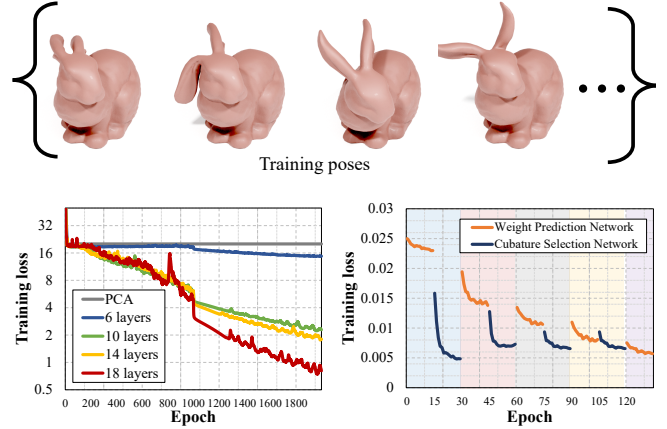 Training poses
Training loss
32
16
8
4
2
1
0.5
PCA
6 layers
10 layers
14 layers
18 layers
0 200 400 600 800 1000 1200 1400 1600 1800
Epoch
Training loss
0.03
0.025
0.02
0.015
0.01
0.005
0
Weight Prediction Network
Cubature Selection Network
0 15 30 45 60 75 90 105 120
Epoch